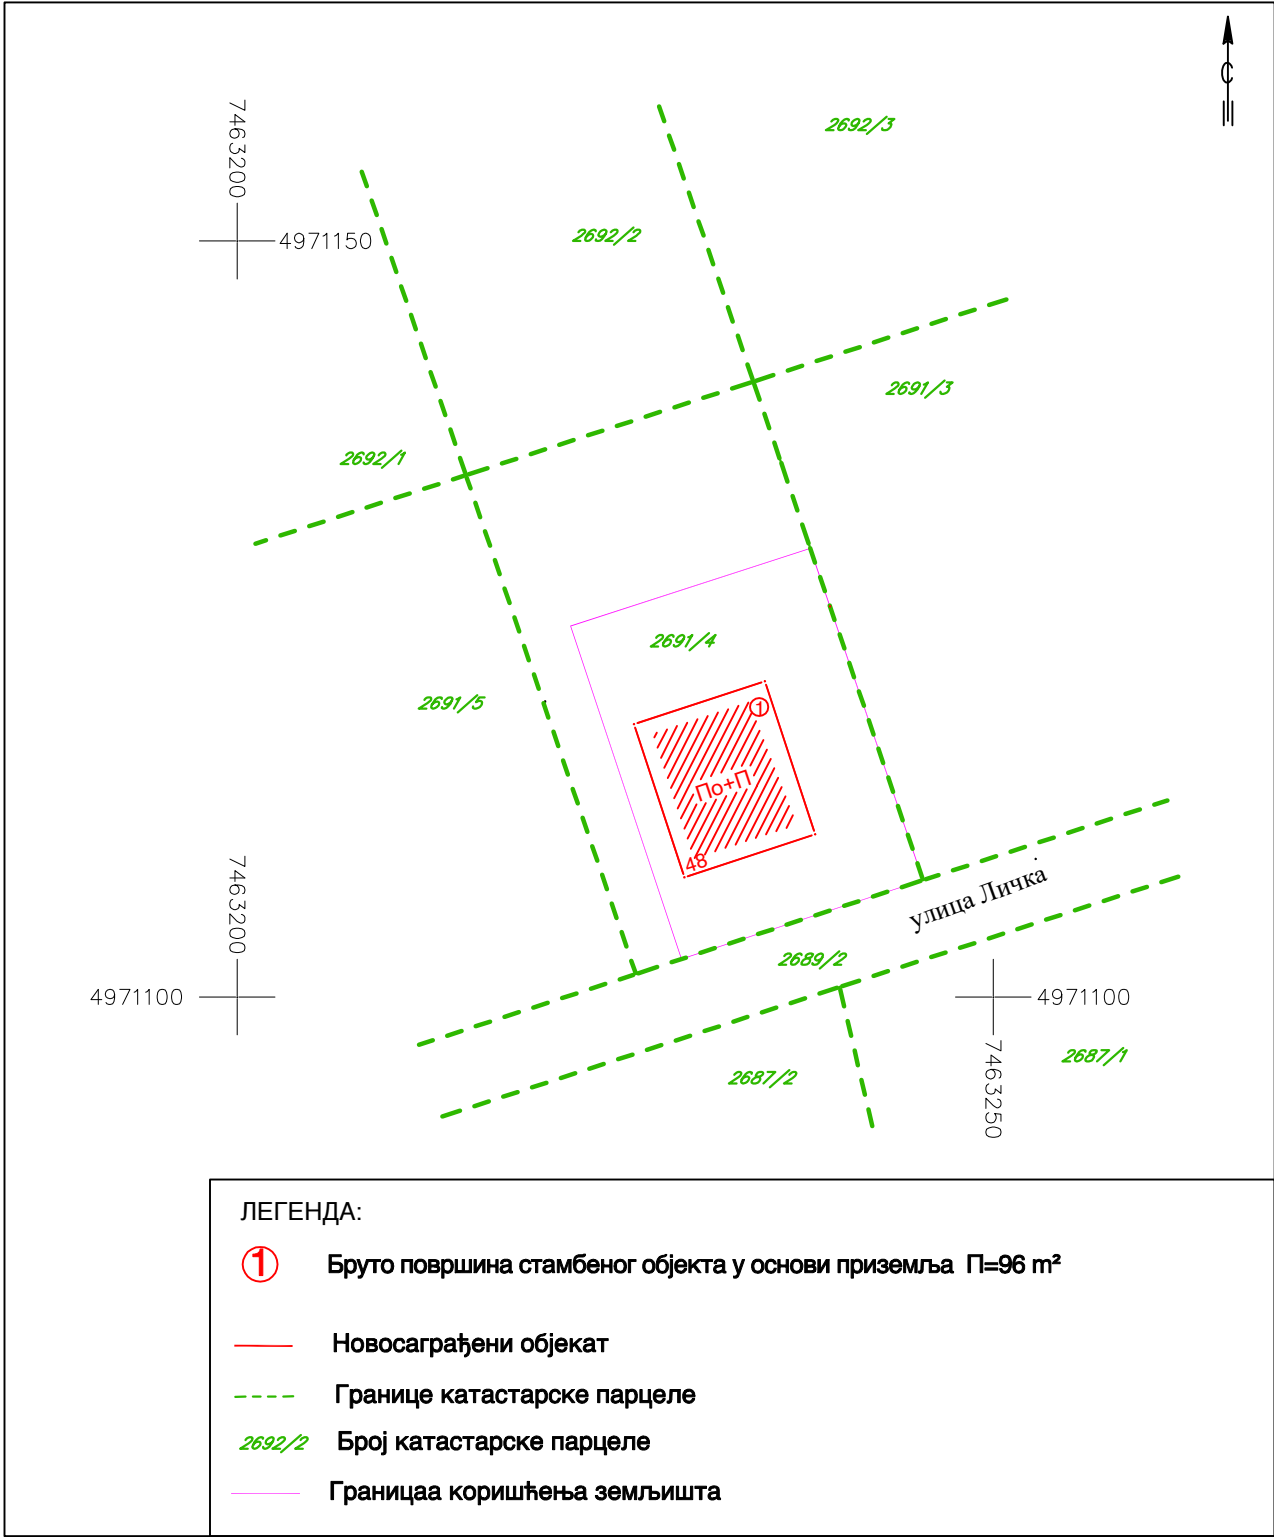 С
7463200
2692/3
2692/2
4971150
2691/3
2692/1
2691/4
2691/5
1
По+П
48
7463200
улица Личка
2689/2
4971100
4971100
7463250
2687/1
2687/2
ЛЕГЕНДА:
1 Бруто површина стамбеног објекта у основи приземља П=96 m²
Новосаграђени објекат
Границе катастарске парцеле
2692/2 Број катастарске парцеле
Границаа коришћења земљишта